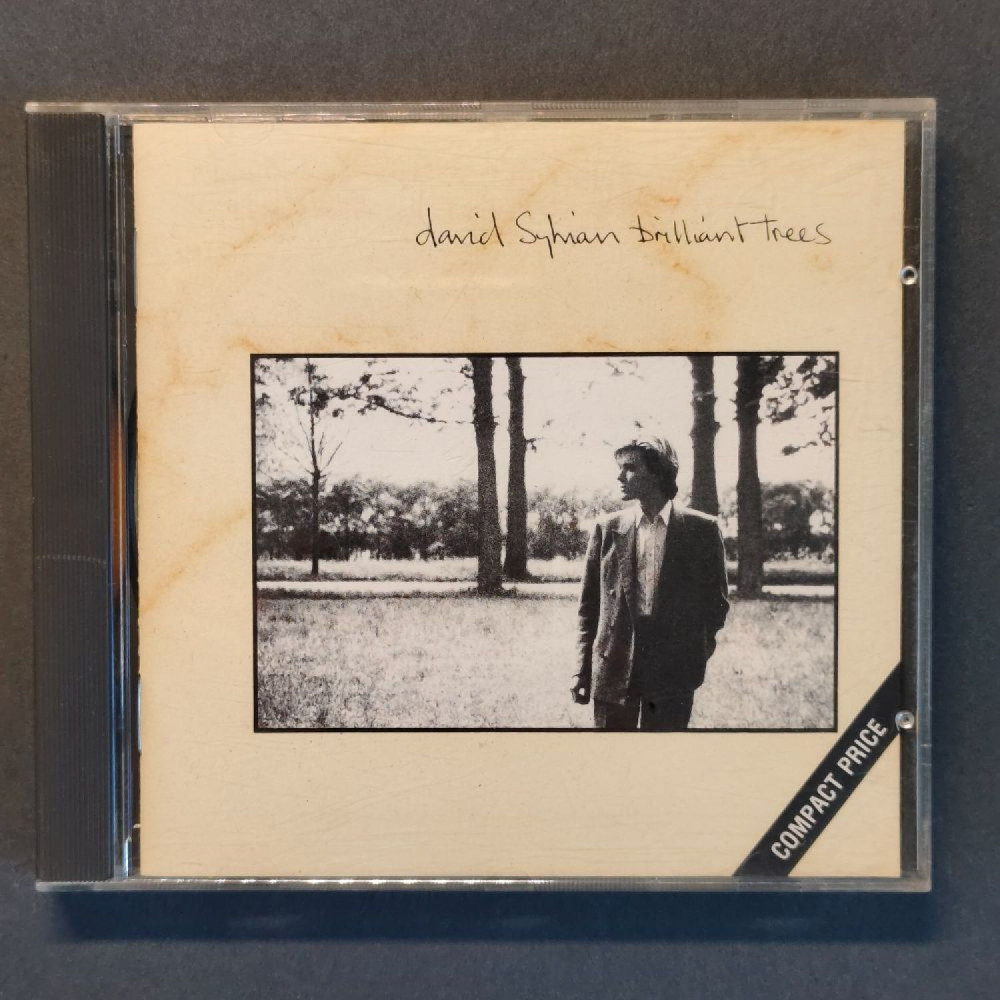 david Sylvian brilliant trees
COMPACT PRICE